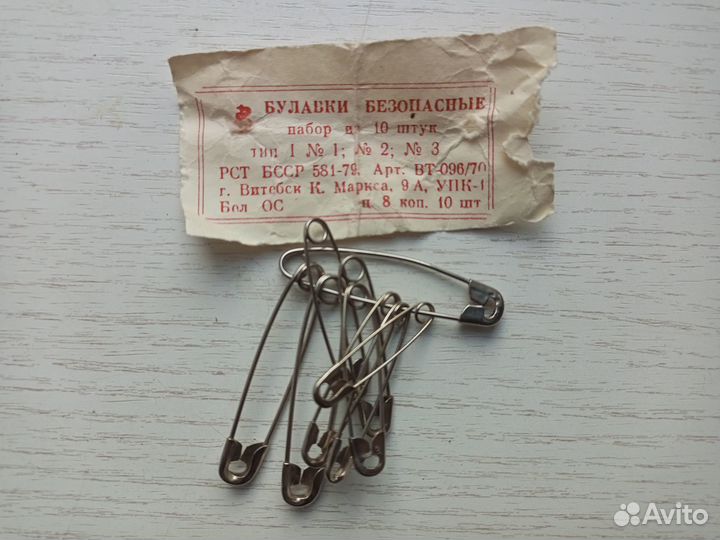 БУЛАВКИ БЕЗОПАСНЫЕ
набор из 10 штук
тип 1 № 1; № 2; № 3
РСТ БССР 581-79. Арт. ВТ-096/70
г. Витебск К. Маркса, 9А, УПК-1
Бел ОС ц. 8 коп. 10 шт
Avito